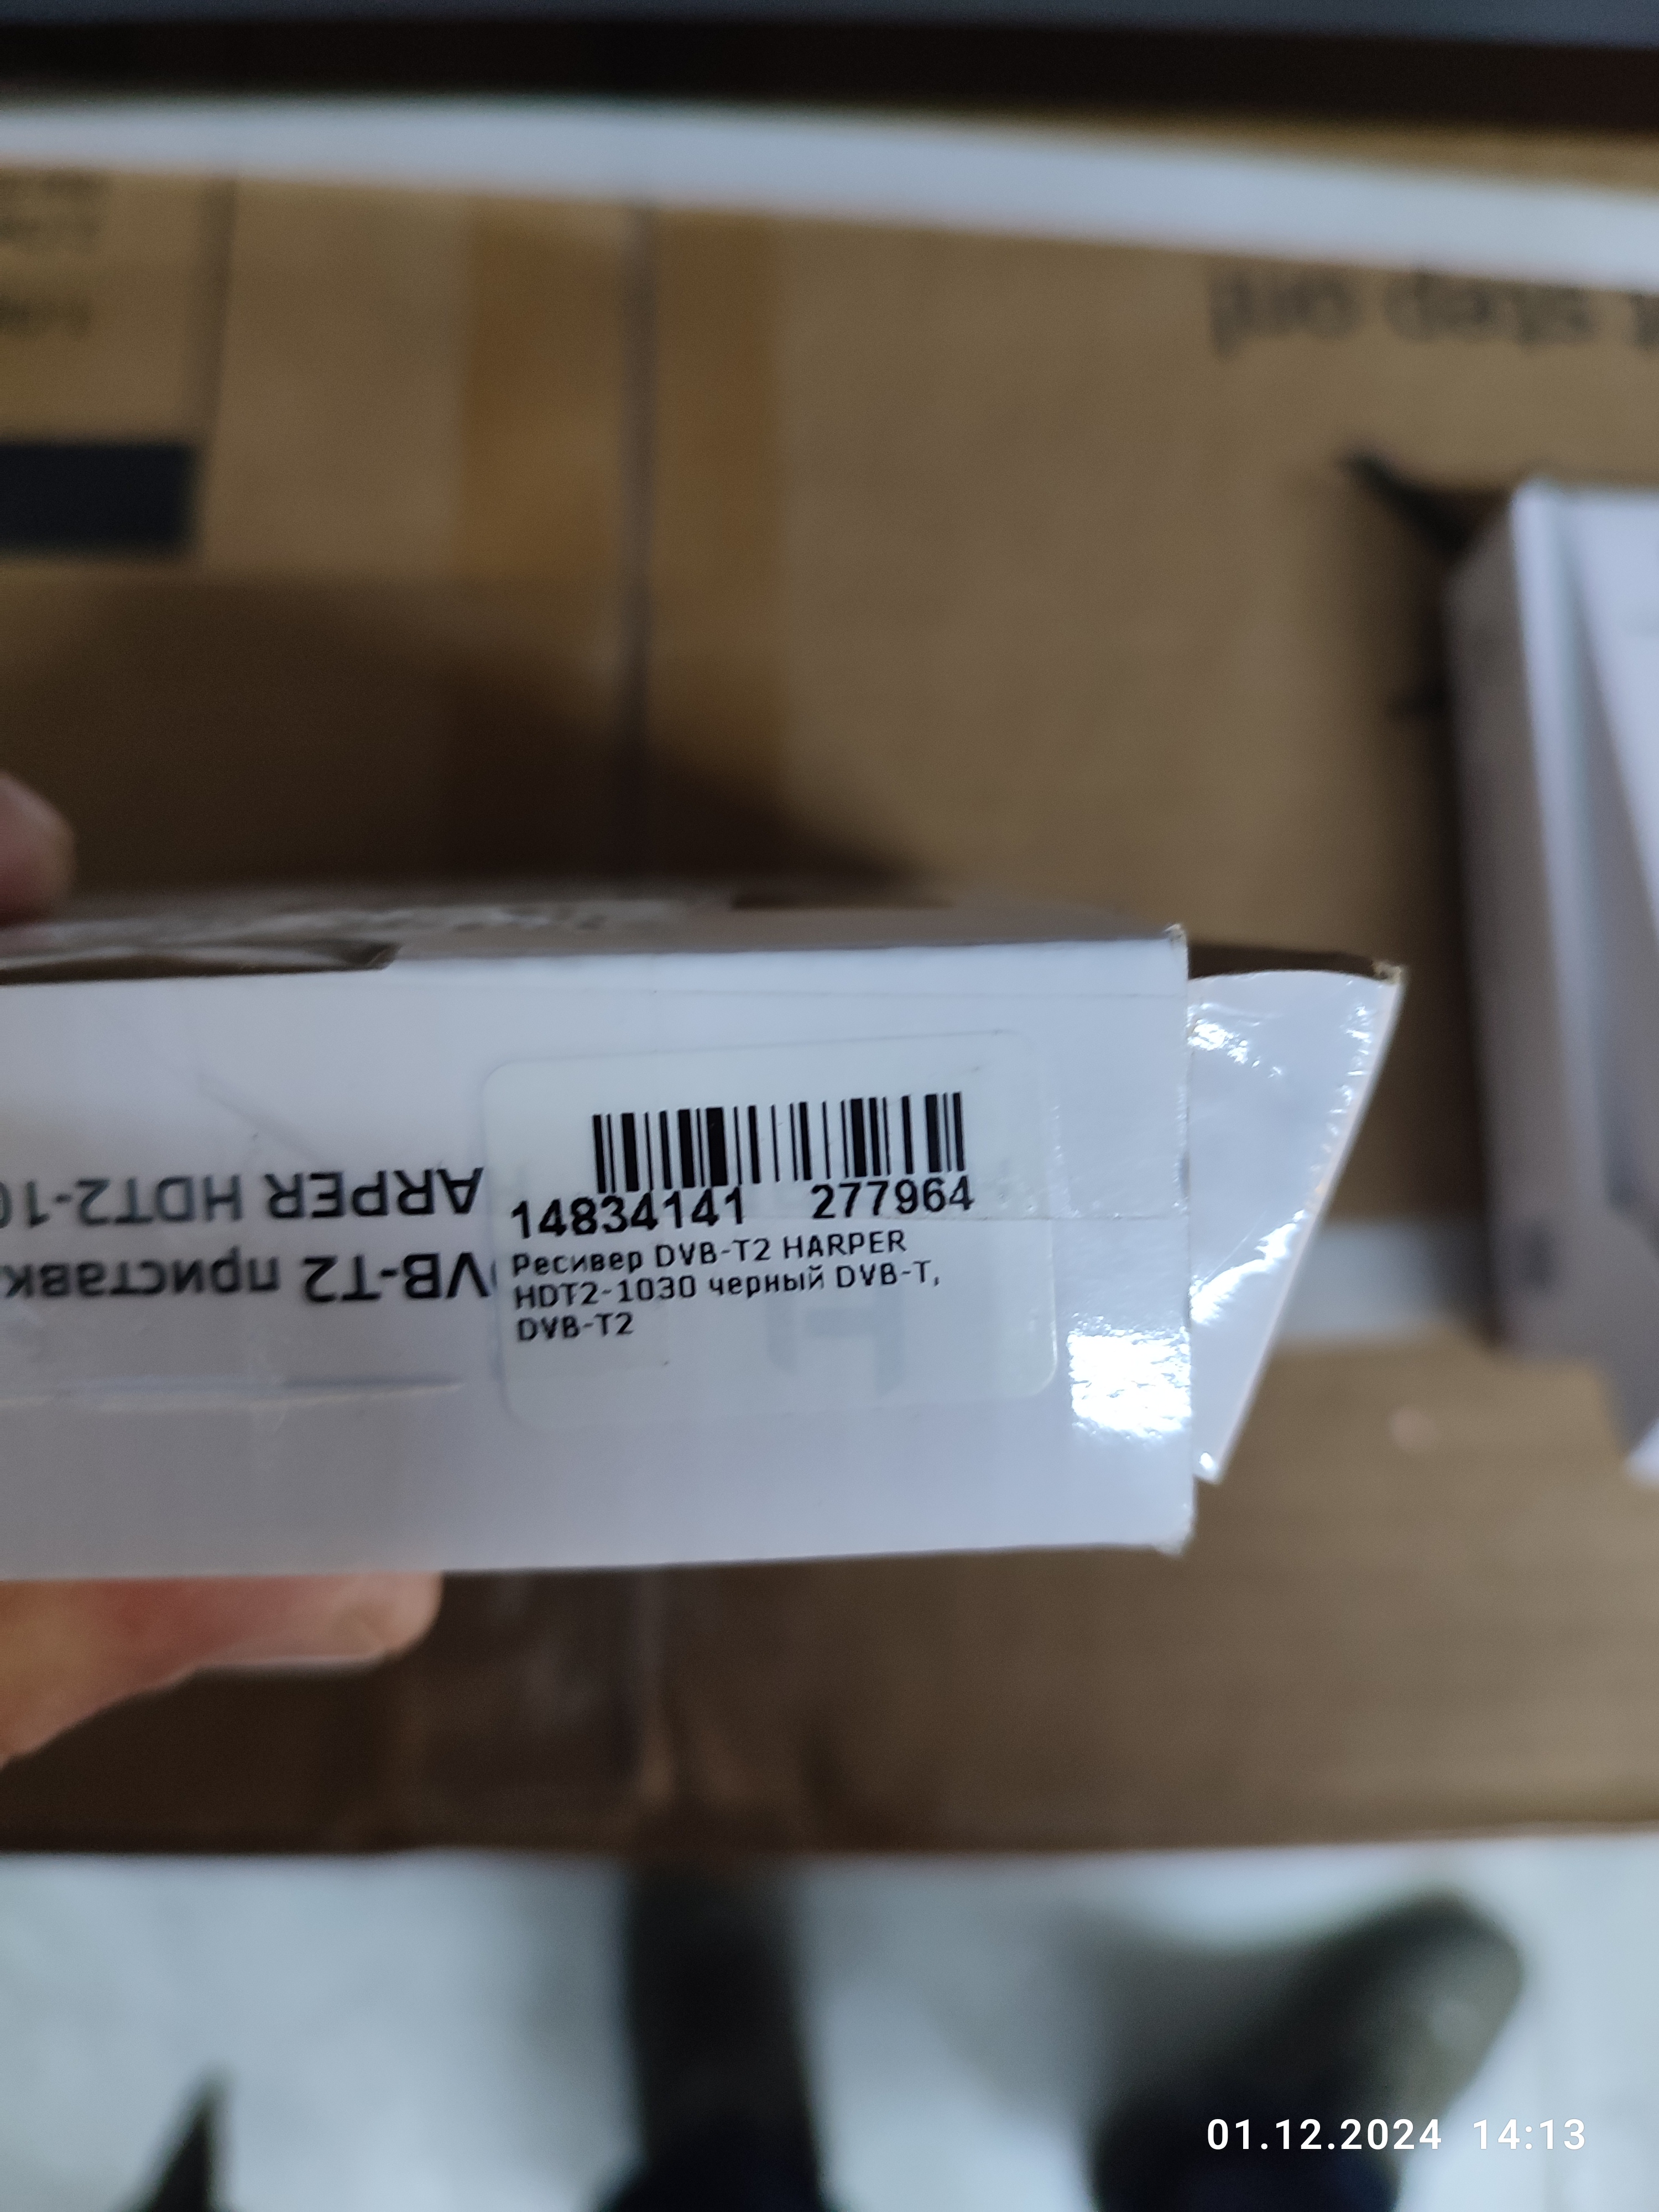 14834141 277964
Ресивер DVB-T2 HARPER
HDT2-1030 черный DVB-T,
DVB-T2
ARPER HDT2-10
VB-T2 приставк
01.12.2024 14:13